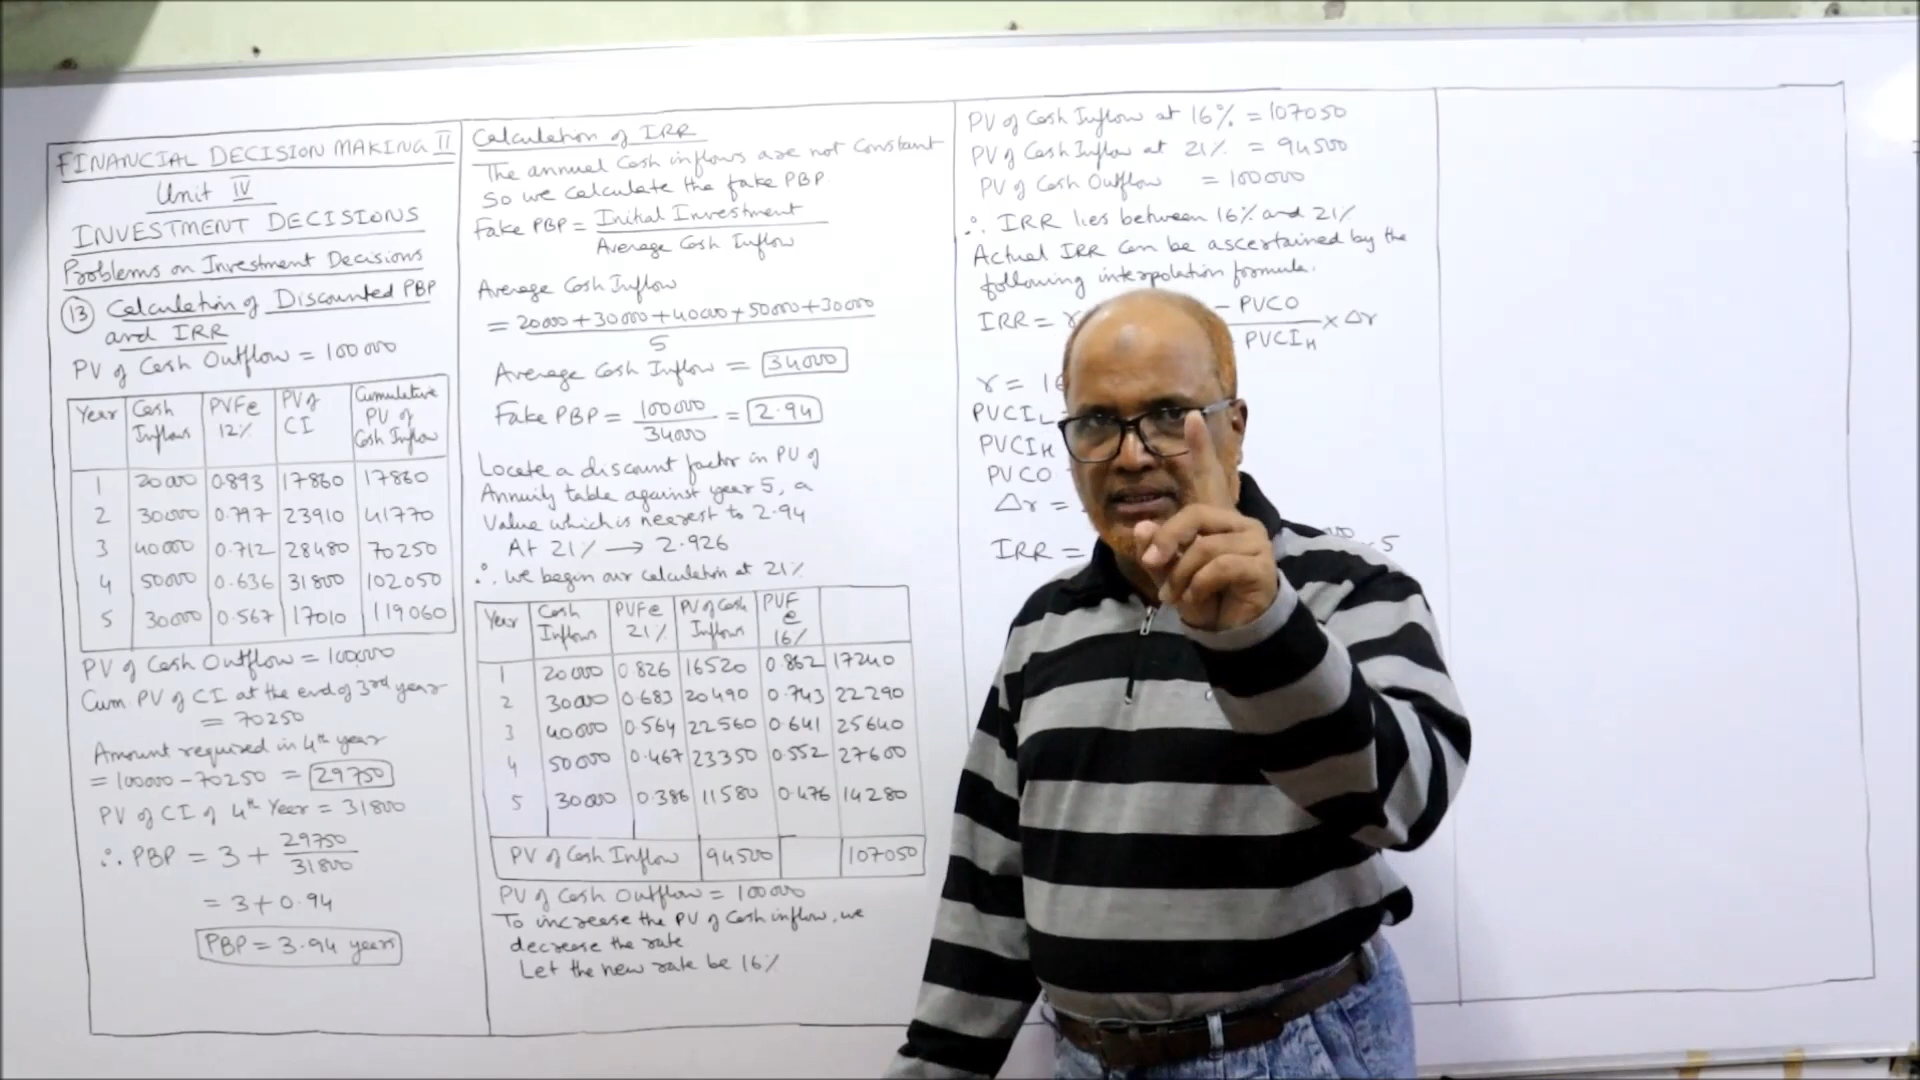 FINANCIAL DECISION MAKING II
Unit IV
INVESTMENT DECISIONS
Problems on Investment Decisions
13 Calculation of Discounted PBP
and IRR
PV of Cash Outflow = 100000
Year Cash Inflows PVFe 12% PV of CI Cumulative PV of Cash Inflow
1 20000 0.893 17860 17860
2 30000 0.797 23910 41770
3 40000 0.712 28480 70250
4 50000 0.636 31800 102050
5 30000 0.567 17010 119060
PV of Cash Outflow = 100000
Cum. PV of CI at the end of 3rd year
= 70250
Amount required in 4th year
= 100000 - 70250 = 29750
PV of CI of 4th Year = 31800
∴ PBP = 3 + 29750/31800
= 3 + 0.94
PBP = 3.94 years
Calculation of IRR
The annual Cash inflows are not Constant
So we calculate the fake PBP
Fake PBP = Initial Investment / Average Cash Inflow
Average Cash Inflow
= 20000 + 30000 + 40000 + 50000 + 30000 / 5
Average Cash Inflow = 34000
Fake PBP = 100000/34000 = 2.94
Locate a discount factor in PV of
Annuity table against year 5, a
Value which is nearest to 2.94
At 21% → 2.926
∴ We begin our calculation at 21%
Year Cash Inflows PVFe 21% PV of Cash Inflows PVFe 16%
1 20000 0.826 16520 0.862 17240
2 30000 0.683 20490 0.743 22290
3 40000 0.564 22560 0.641 25640
4 50000 0.467 23350 0.552 27600
5 30000 0.386 11580 0.476 14280
PV of Cash Inflow 94500 107050
PV of Cash Outflow = 100000
To increase the PV of Cash inflow, we
decrease the rate
Let the new rate be 16%
PV of Cash Inflow at 16% = 107050
PV of Cash Inflow at 21% = 94500
PV of Cash Outflow = 100000
∴ IRR lies between 16% and 21%
Actual IRR Can be ascertained by the
following interpolation formula.
IRR = r - PVCO
PVCIH × Δr
r = 16
PVCIL
PVCIH
PVCO
Δr =
IRR = 5